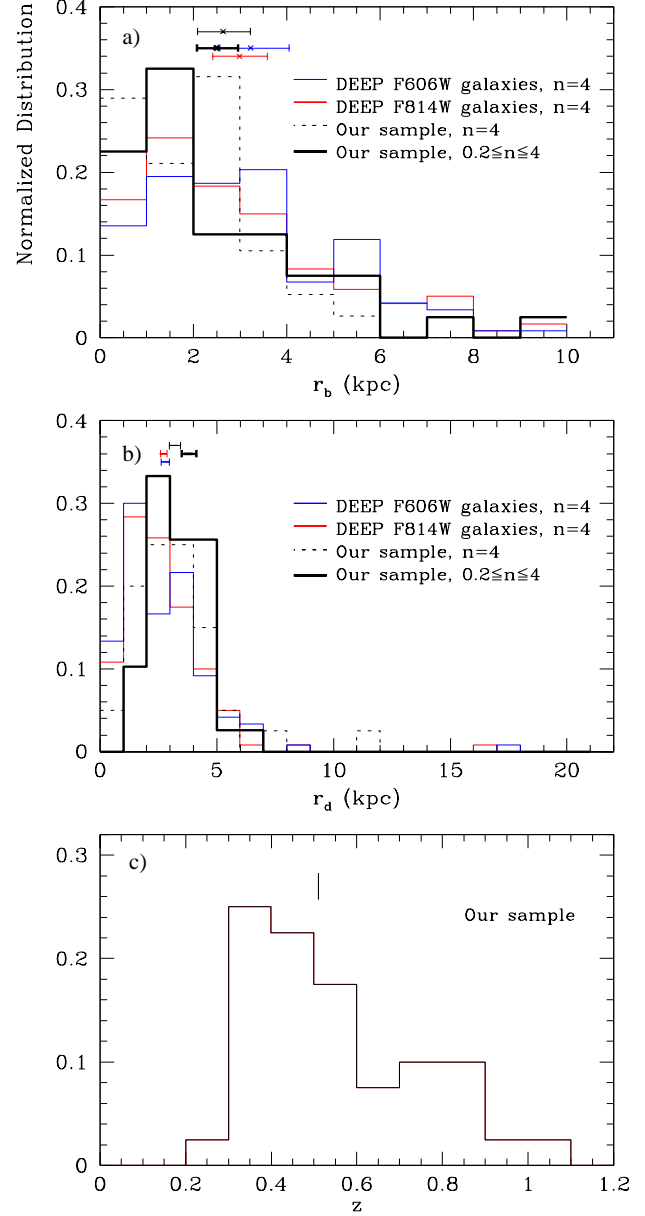 Normalized Distribution
0.4
0.3
0.2
0.1
0
a)
DEEP F606W galaxies, n=4
DEEP F814W galaxies, n=4
Our sample, n=4
Our sample, 0.2≦n≦4
0 2 4 6 8 10
r_b (kpc)
0.4
0.3
0.2
0.1
0
b)
DEEP F606W galaxies, n=4
DEEP F814W galaxies, n=4
Our sample, n=4
Our sample, 0.2≦n≦4
0 5 10 15 20
r_d (kpc)
0.3
0.2
0.1
0
c)
Our sample
0 0.2 0.4 0.6 0.8 1 1.2
z